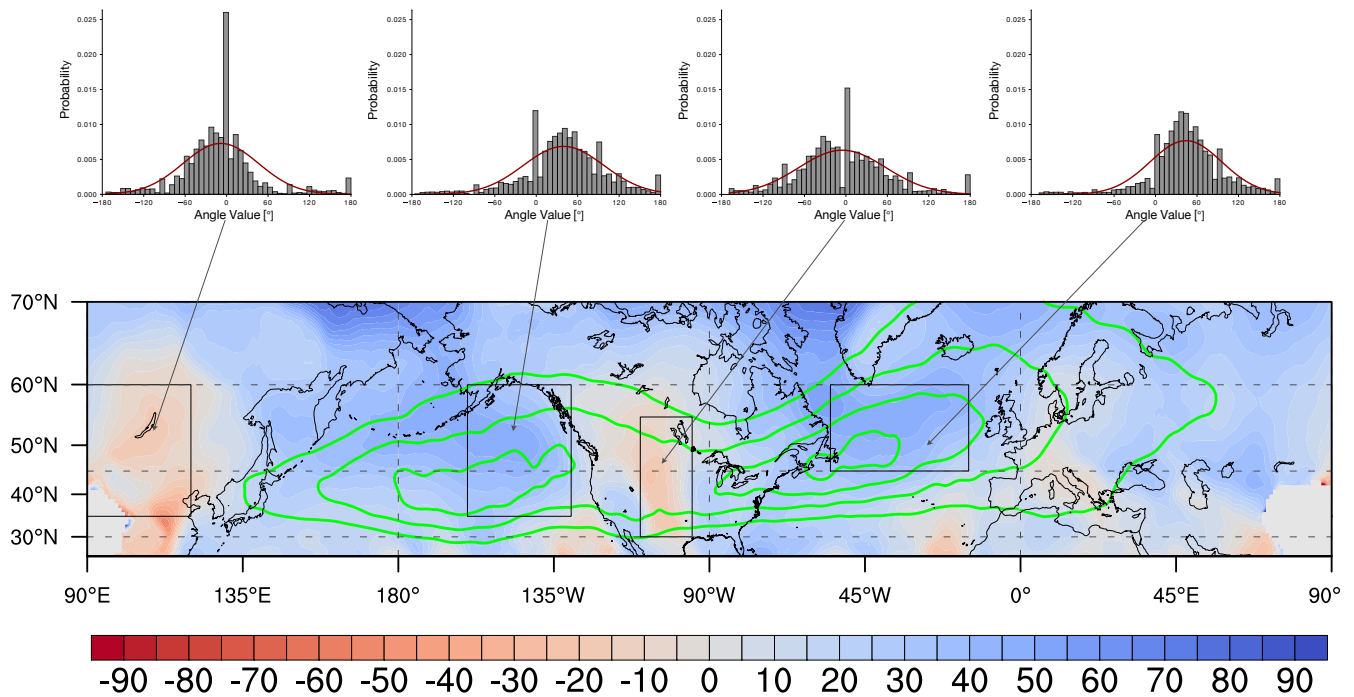 0.025
0.020
0.015
0.010
0.005
0.000
Probability
−180 −60 0 60 120 180
Angle Value [°]
0.025
0.020
0.015
0.010
0.005
0.000
Probability
−180 −60 0 60 120 180
Angle Value [°]
0.025
0.020
0.015
0.010
0.005
0.000
Probability
−180 −60 0 60 120 180
Angle Value [°]
0.025
0.020
0.015
0.010
0.005
0.000
Probability
−180 −60 0 60 120 180
Angle Value [°]
70°N
60°N
50°N
40°N
30°N
90°E 135°E 180° 135°W 90°W 45°W 0° 45°E 90°
-90 -80 -70 -60 -50 -40 -30 -20 -10 0 10 20 30 40 50 60 70 80 90